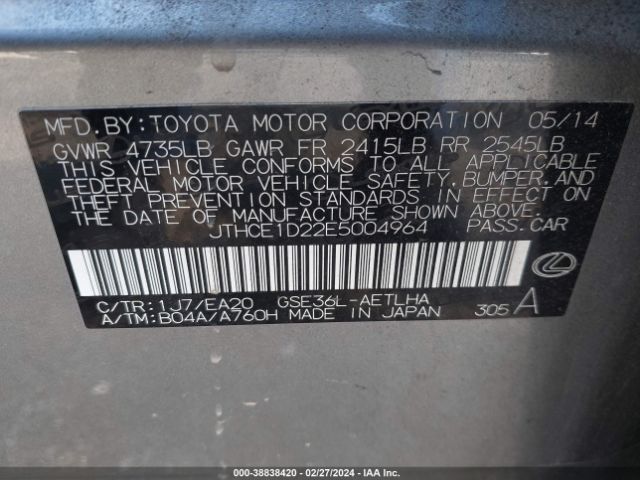 MFD.BY:TOYOTA MOTOR CORPORATION 05/14
GVWR 4735LB GAWR FR 2415LB RR 2545LB
THIS VEHICLE CONFORMS TO ALL APPLICABLE
FEDERAL MOTOR VEHICLE SAFETY,BUMPER,AND
THEFT PREVENTION STANDARDS IN EFFECT ON
THE DATE OF MANUFACTURE SHOWN ABOVE.
JTHCE1D22E5004964 PASS.CAR
C/TR:1J7/EA20 GSE36L-AETLHA
A/TM:B04A/A760H MADE IN JAPAN 305 A
000-38838420 / 02/27/2024 - IAA Inc.